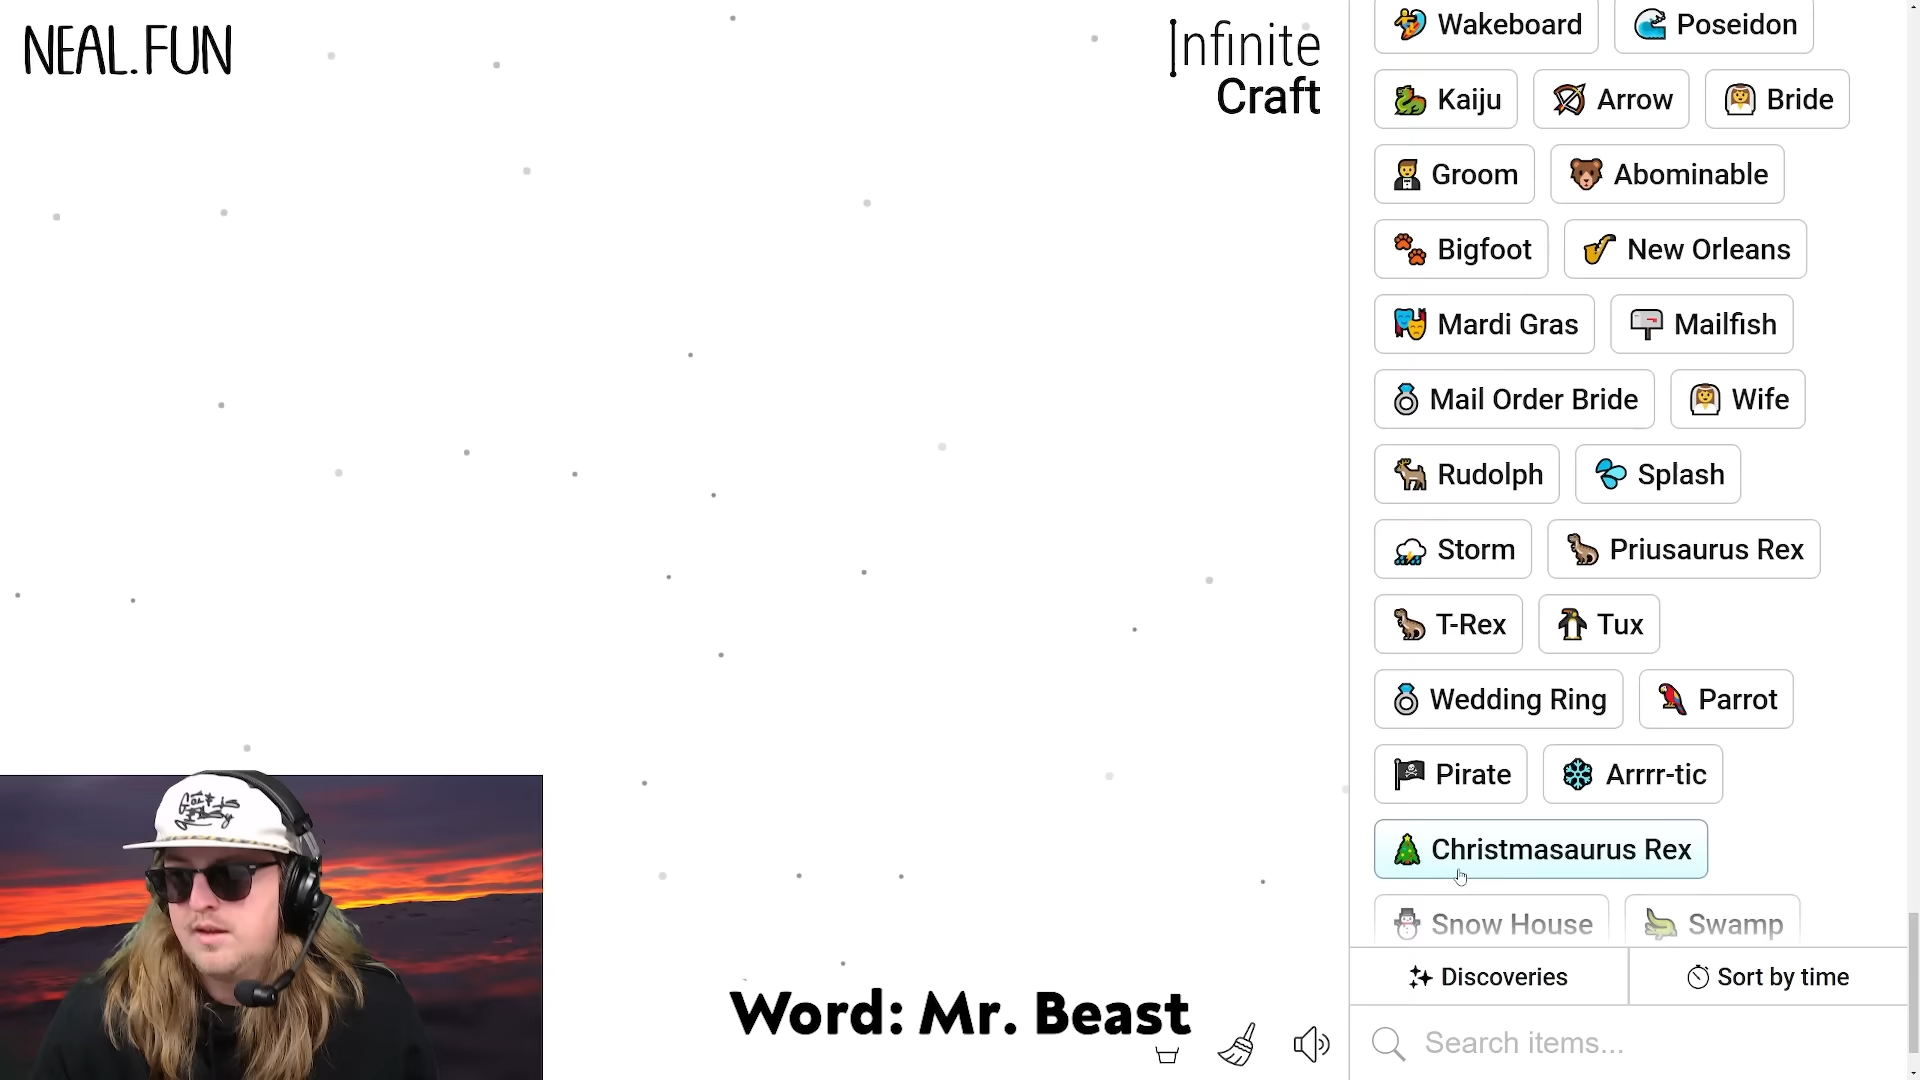 NEAL.FUN
Infinite
Craft
Wakeboard
Poseidon
Kaiju
Arrow
Bride
Groom
Abominable
Bigfoot
New Orleans
Mardi Gras
Mailfish
Mail Order Bride
Wife
Rudolph
Splash
Storm
Priusaurus Rex
T-Rex
Tux
Wedding Ring
Parrot
Pirate
Arrrr-tic
Christmasaurus Rex
Snow House
Swamp
Discoveries
Sort by time
Search items...
Word: Mr. Beast